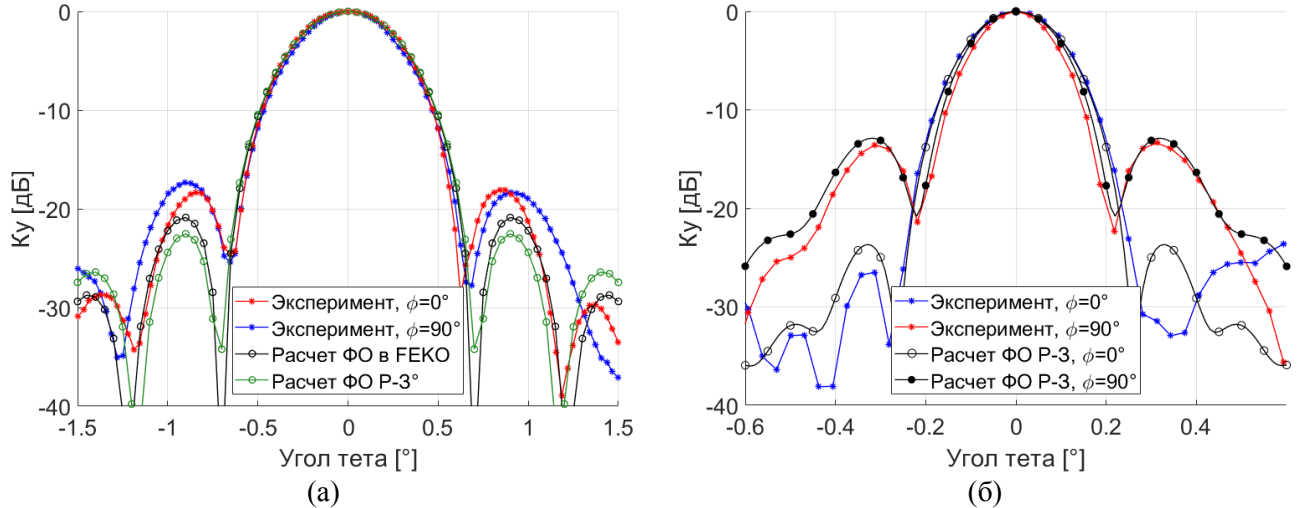 Ку [дБ]
0
-10
-20
-30
-40
Эксперимент, ϕ=0°
Эксперимент, ϕ=90°
Расчет ФО в FEKO
Расчет ФО Р-З°
-1.5 -1 -0.5 0 0.5 1 1.5
Угол тета [°]
(а)
Ку [дБ]
0
-10
-20
-30
-40
Эксперимент, ϕ=0°
Эксперимент, ϕ=90°
Расчет ФО Р-З, ϕ=0°
Расчет ФО Р-З, ϕ=90°
-0.6 -0.4 -0.2 0 0.2 0.4
Угол тета [°]
(б)